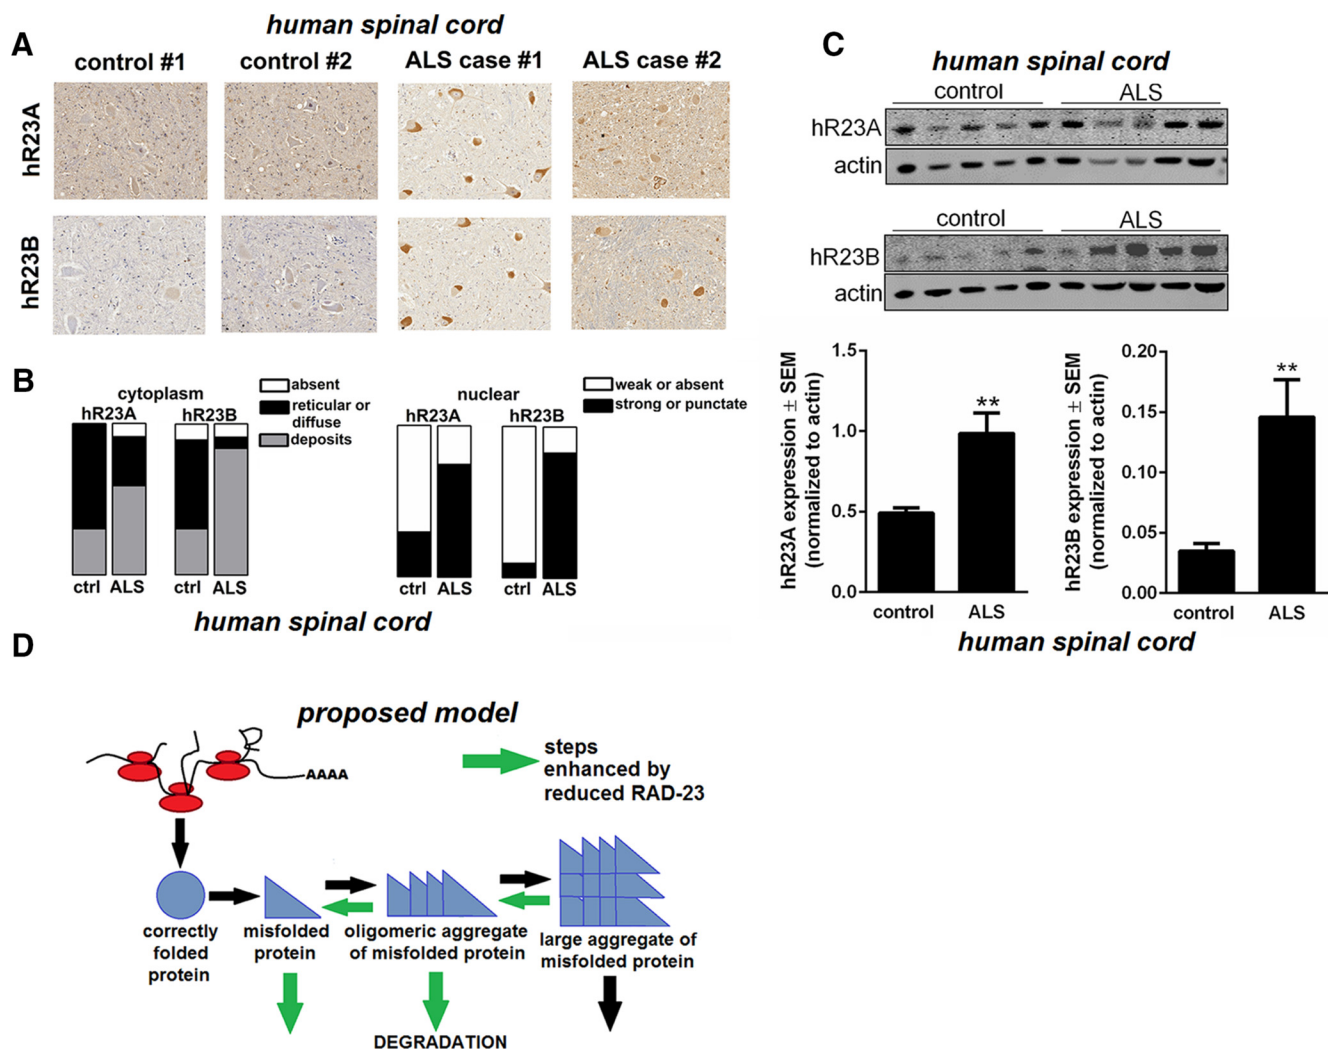 A
human spinal cord
control #1
control #2
ALS case #1
ALS case #2
hR23A
hR23B
B
cytoplasm
hR23A
hR23B
absent
reticular or
diffuse
deposits
ctrl
ALS
ctrl
ALS
nuclear
hR23A
hR23B
weak or absent
strong or punctate
ctrl
ALS
ctrl
ALS
human spinal cord
C
human spinal cord
control
ALS
hR23A
actin
control
ALS
hR23B
actin
hR23A expression ± SEM
(normalized to actin)
1.5
1.0
0.5
0.0
**
control
ALS
hR23B expression ± SEM
(normalized to actin)
0.20
0.15
0.10
0.05
0.00
**
control
ALS
human spinal cord
D
proposed model
AAAA
steps
enhanced by
reduced RAD-23
correctly
folded
protein
misfolded
protein
oligomeric aggregate
of misfolded protein
large aggregate of
misfolded protein
DEGRADATION